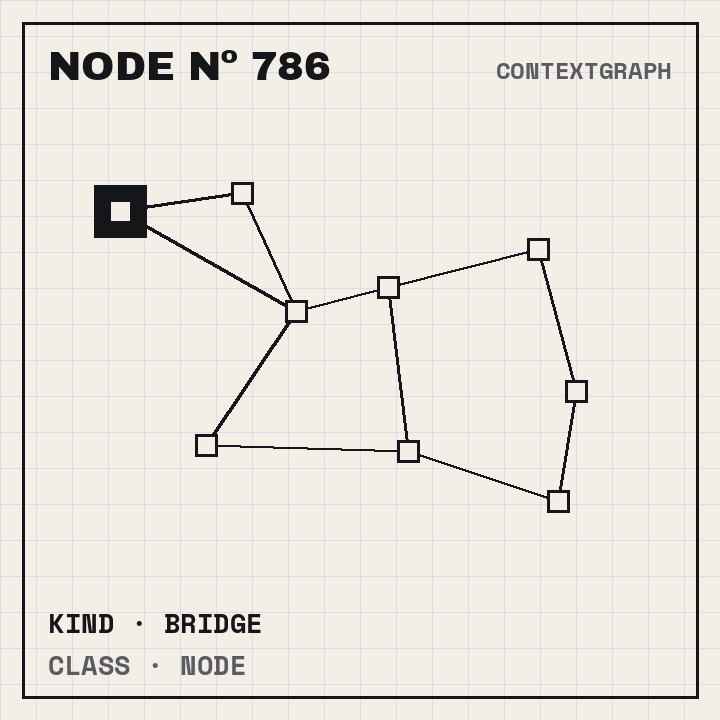 NODE Nº 786
CONTEXTGRAPH
KIND · BRIDGE
CLASS · NODE